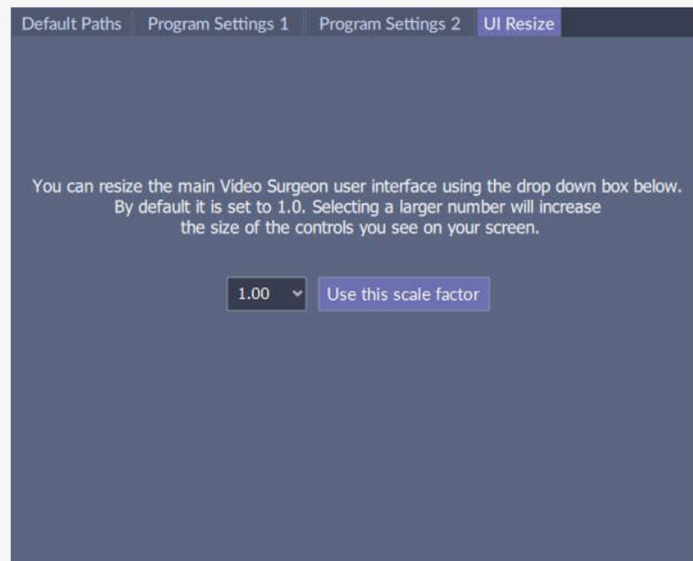 Default Paths Program Settings 1 Program Settings 2 UI Resize
You can resize the main Video Surgeon user interface using the drop down box below.
By default it is set to 1.0. Selecting a larger number will increase
the size of the controls you see on your screen.
1.00 Use this scale factor